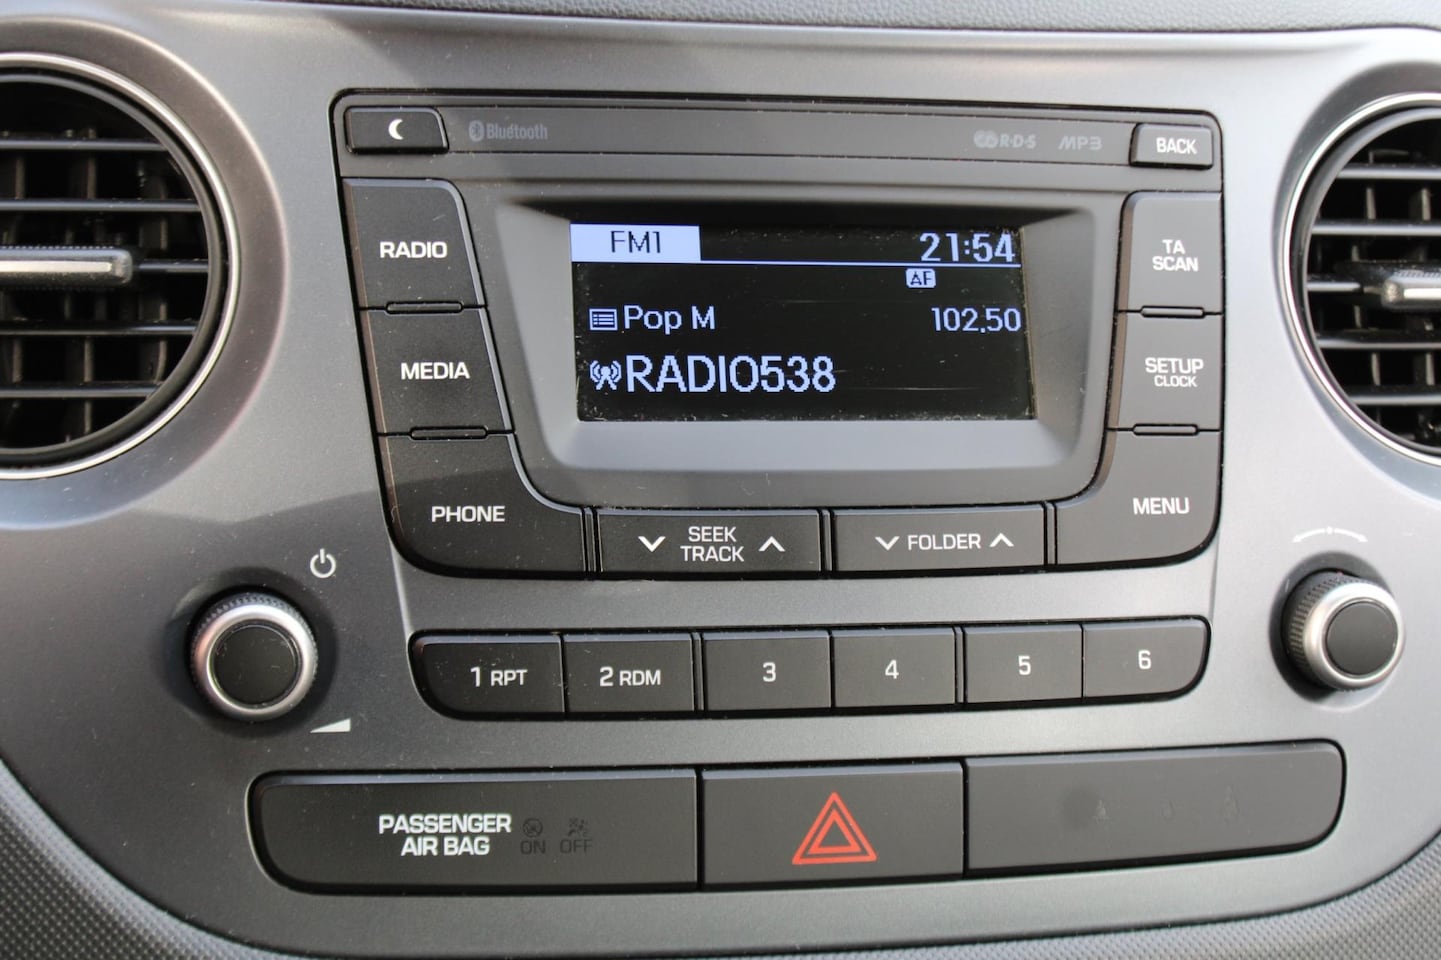 Bluetooth
R·D·S MP3
BACK
RADIO
FM1 21:54
AF
TA
SCAN
Pop M 102.50
MEDIA
RADIO538
SETUP
CLOCK
PHONE
SEEK
TRACK
FOLDER
MENU
1 RPT
2 RDM
3
4
5
6
PASSENGER
AIR BAG
ON OFF